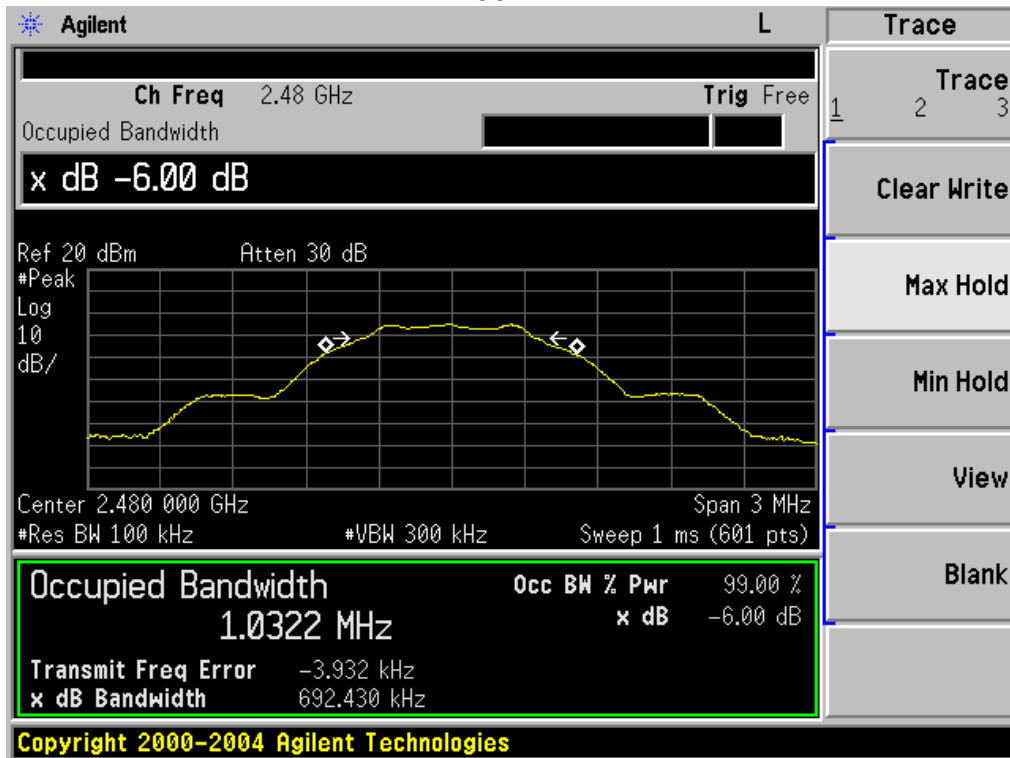 Agilent L Trace
Ch Freq 2.48 GHz Trig Free
Occupied Bandwidth
x dB -6.00 dB
Ref 20 dBm Atten 30 dB
#Peak
Log
10
dB/
Center 2.480 000 GHz Span 3 MHz
#Res BW 100 kHz #VBW 300 kHz Sweep 1 ms (601 pts)
Occupied Bandwidth Occ BW % Pwr 99.00 %
1.0322 MHz x dB -6.00 dB
Transmit Freq Error -3.932 kHz
x dB Bandwidth 692.430 kHz
Copyright 2000-2004 Agilent Technologies
Trace
1 2 3
Clear Write
Max Hold
Min Hold
View
Blank